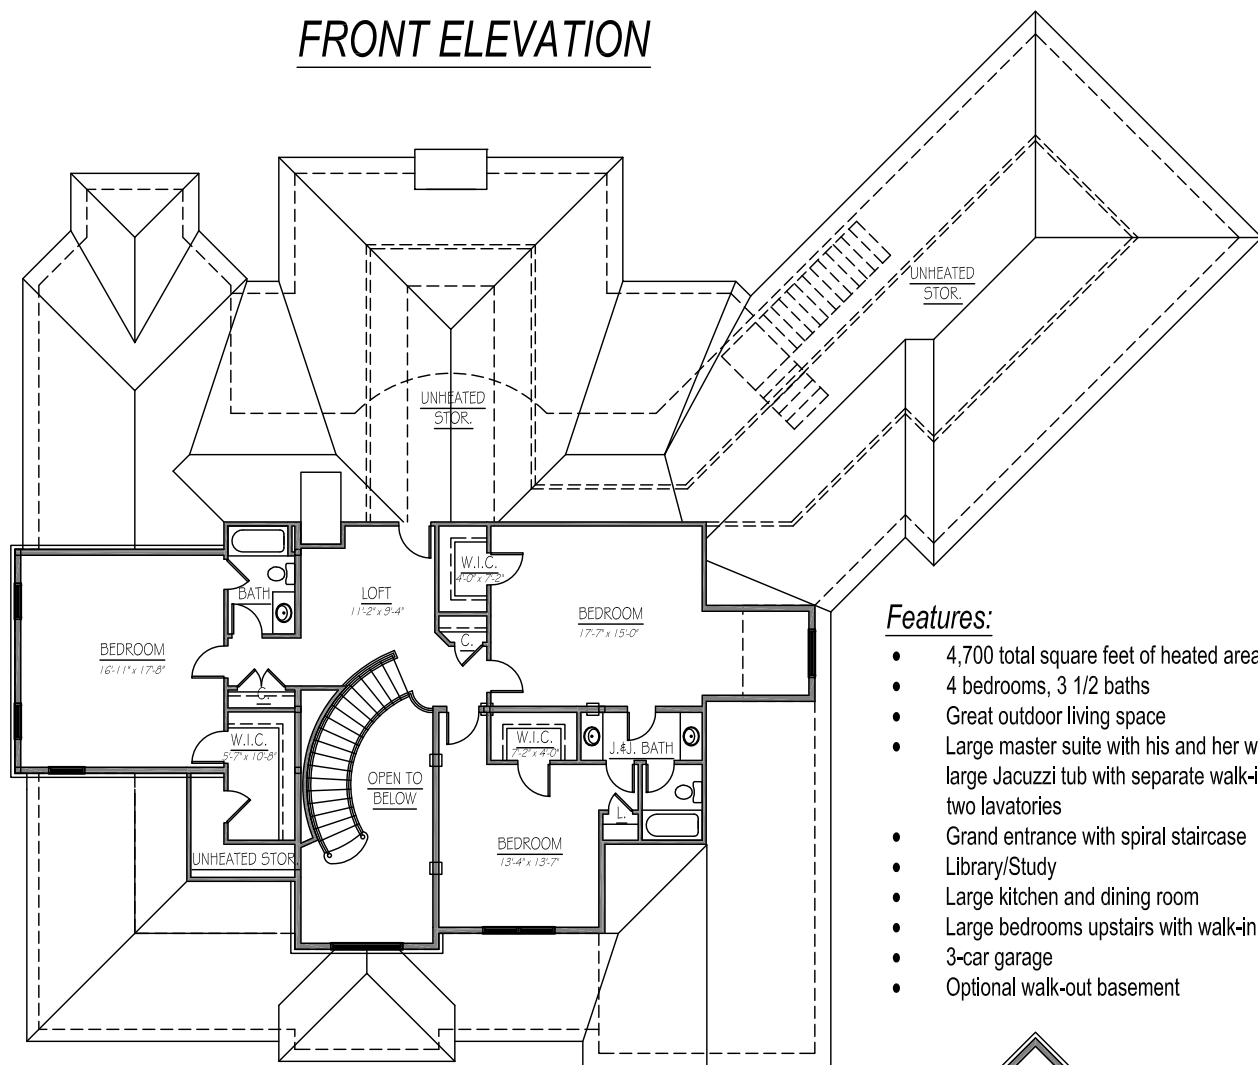 FRONT ELEVATION
UNHEATED
STOR.
UNHEATED
STOR.
W.I.C.
4'-0" x 7'-2"
BATH
LOFT
11'-2" x 9'-4"
BEDROOM
17'-7" x 15'-0"
C.
BEDROOM
16'-11" x 17'-8"
C.
W.I.C.
5'-7" x 10'-8"
W.I.C.
7'-2" x 4'-0"
J.&J. BATH
OPEN TO
BELOW
L.
BEDROOM
13'-4" x 13'-7"
UNHEATED STOR.
Features:
• 4,700 total square feet of heated area
• 4 bedrooms, 3 1/2 baths
• Great outdoor living space
• Large master suite with his and her w
large Jacuzzi tub with separate walk-i
two lavatories
• Grand entrance with spiral staircase
• Library/Study
• Large kitchen and dining room
• Large bedrooms upstairs with walk-in
• 3-car garage
• Optional walk-out basement